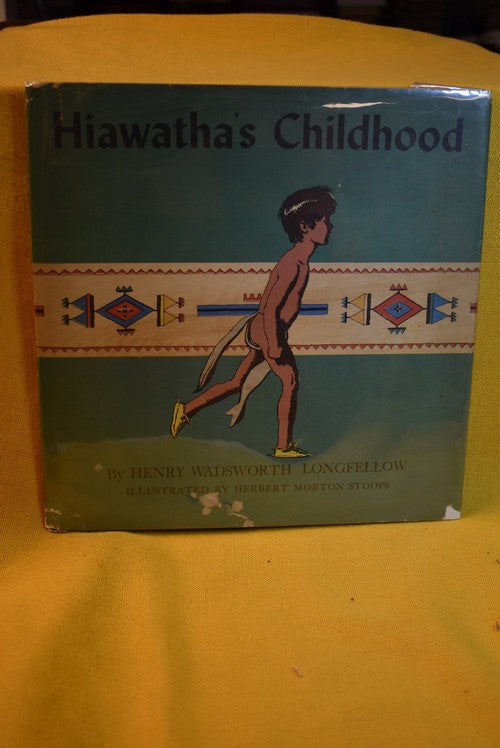 Hiawatha's Childhood
By HENRY WADSWORTH LONGFELLOW
ILLUSTRATED BY HERBERT MORTON STOOPS